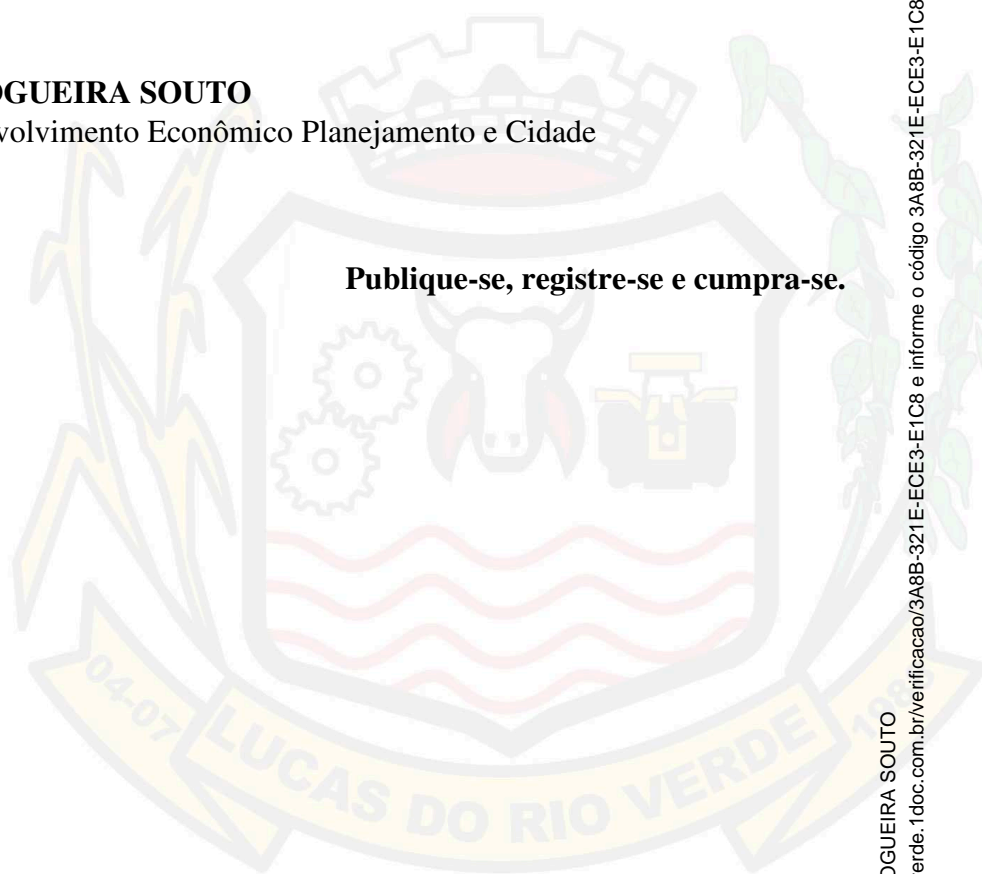 OGUEIRA SOUTO
volvimento Econômico Planejamento e Cidade
Publique-se, registre-se e cumpra-se.
04-07
LUCAS DO RIO VERDE
OGUEIRA SOUTO
erde.1doc.com.br/verificacao/3A8B-321E-ECE3-E1C8 e informe o código 3A8B-321E-ECE3-E1C8